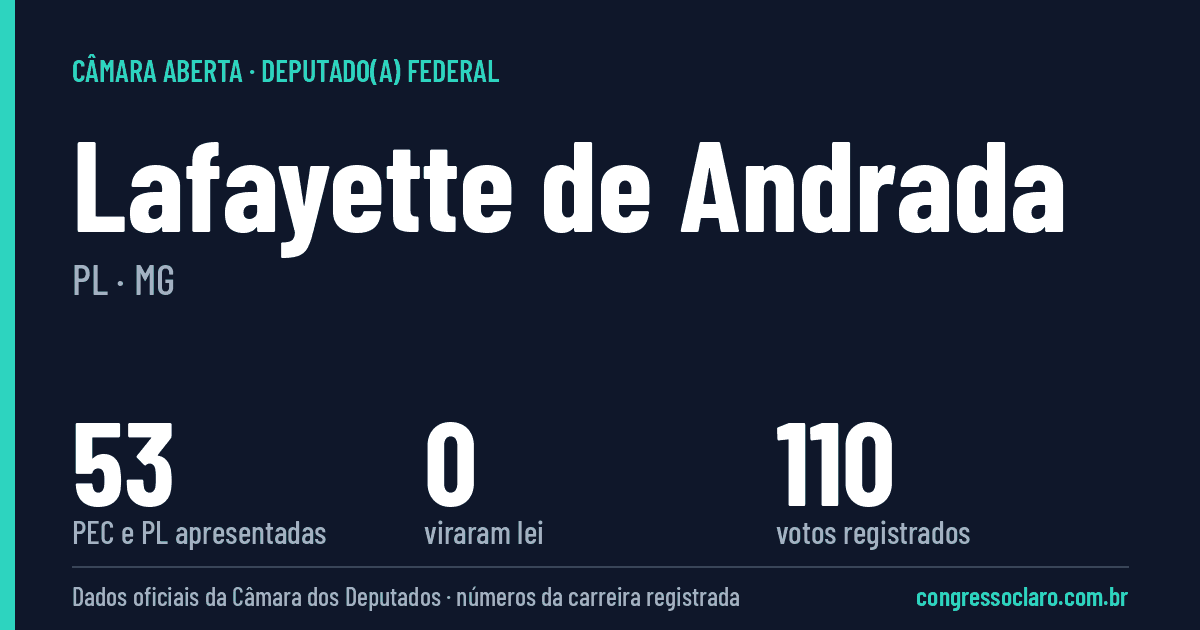 CÂMARA ABERTA · DEPUTADO(A) FEDERAL
Lafayette de Andrada
PL · MG
53 0 110
PEC e PL apresentadas viraram lei votos registrados
Dados oficiais da Câmara dos Deputados · números da carreira registrada congressoclaro.com.br